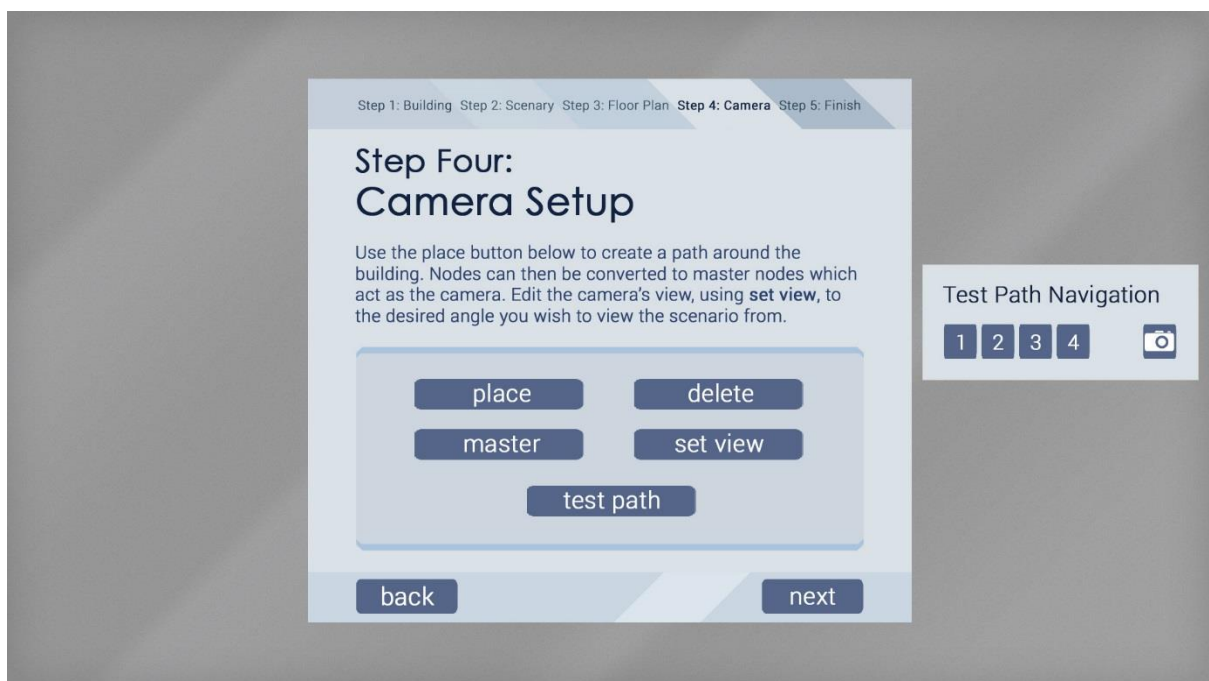 Step 1: Building Step 2: Scenary Step 3: Floor Plan Step 4: Camera Step 5: Finish
Step Four:
Camera Setup
Use the place button below to create a path around the
building. Nodes can then be converted to master nodes which
act as the camera. Edit the camera's view, using set view, to
the desired angle you wish to view the scenario from.
place delete
master set view
test path
back next
Test Path Navigation
1 2 3 4